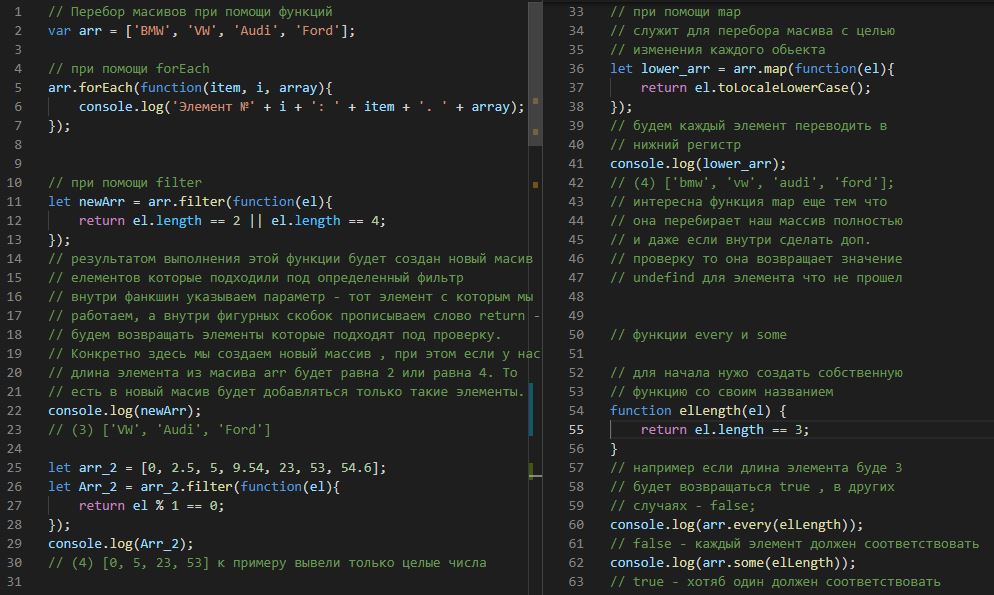 1 // Перебор масивов при помощи функций
2 var arr = ['BMW', 'VW', 'Audi', 'Ford'];
3
4 // при помощи forEach
5 arr.forEach(function(item, i, array){
6 console.log('Элемент №' + i + ': ' + item + '. ' + array);
7 });
8
9
10 // при помощи filter
11 let newArr = arr.filter(function(el){
12 return el.length == 2 || el.length == 4;
13 });
14 // результатом выполнения этой функции будет создан новый масив
15 // елементов которые подходили под определенный фильтр
16 // внутри фанкшин указываем параметр - тот элемент с которым мы
17 // работаем, а внутри фигурных скобок прописываем слово return -
18 // будем возвращать элементы которые подходят под проверку.
19 // Конкретно здесь мы создаем новый массив , при этом если у нас
20 // длина элемента из масива arr будет равна 2 или равна 4. То
21 // есть в новый масив будет добавляться только такие элементы.
22 console.log(newArr);
23 // (3) ['VW', 'Audi', 'Ford']
24
25 let arr_2 = [0, 2.5, 5, 9.54, 23, 53, 54.6];
26 let Arr_2 = arr_2.filter(function(el){
27 return el % 1 == 0;
28 });
29 console.log(Arr_2);
30 // (4) [0, 5, 23, 53] к примеру вывели только целые числа
31
33 // при помощи map
34 // служит для перебора масива с целью
35 // изменения каждого обьекта
36 let lower_arr = arr.map(function(el){
37 return el.toLocaleLowerCase();
38 });
39 // будем каждый элемент переводить в
40 // нижний регистр
41 console.log(lower_arr);
42 // (4) ['bmw', 'vw', 'audi', 'ford'];
43 // интересна функция map еще тем что
44 // она перебирает наш массив полностью
45 // и даже если внутри сделать доп.
46 // проверку то она возвращает значение
47 // undefind для элемента что не прошел
48
49
50 // функции every и some
51
52 // для начала нужо создать собственную
53 // функцию со своим названием
54 function elLength(el) {
55 return el.length == 3;
56 }
57 // например если длина элемента буде 3
58 // будет возвращаться true , в других
59 // случаях - false;
60 console.log(arr.every(elLength));
61 // false - каждый элемент должен соответствовать
62 console.log(arr.some(elLength));
63 // true - хотяб один должен соответствовать